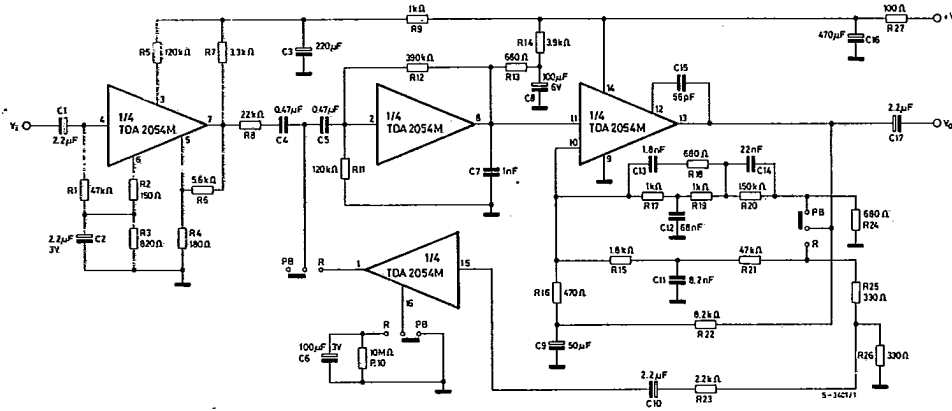 1kΩ
R9
100 Ω
R27
+V
R5
120kΩ
R7
3.3kΩ
C3
220µF
R14
3.9kΩ
470µF
C16
390kΩ
R12
680Ω
R13
100µF
6V
C8
C15
56pF
C1
2.2µF
1/4
TDA 2054M
3
4
7
5
6
22kΩ
R8
0.47µF
C4
0.47µF
C5
2
1/4
TDA 2054M
8
14
11
10
1/4
TDA 2054M
12
13
9
2.2µF
C17
R1
47kΩ
R2
150Ω
5.6kΩ
R6
120kΩ
R11
C7
1nF
1.8nF
C13
680Ω
R18
22nF
C14
1kΩ
R17
1kΩ
R19
150kΩ
R20
C12
68nF
PB
R
680Ω
R24
2.2µF
3V
C2
R3
820Ω
R4
180Ω
PB
R
1
1/4
TDA 2054M
15
16
1.8kΩ
R15
C11
8.2nF
47kΩ
R21
R16
470Ω
R25
330Ω
8.2kΩ
R22
C9
50µF
R26
330Ω
R
PB
100µF
3V
C6
10MΩ
R10
2.2µF
C10
2.2kΩ
R23